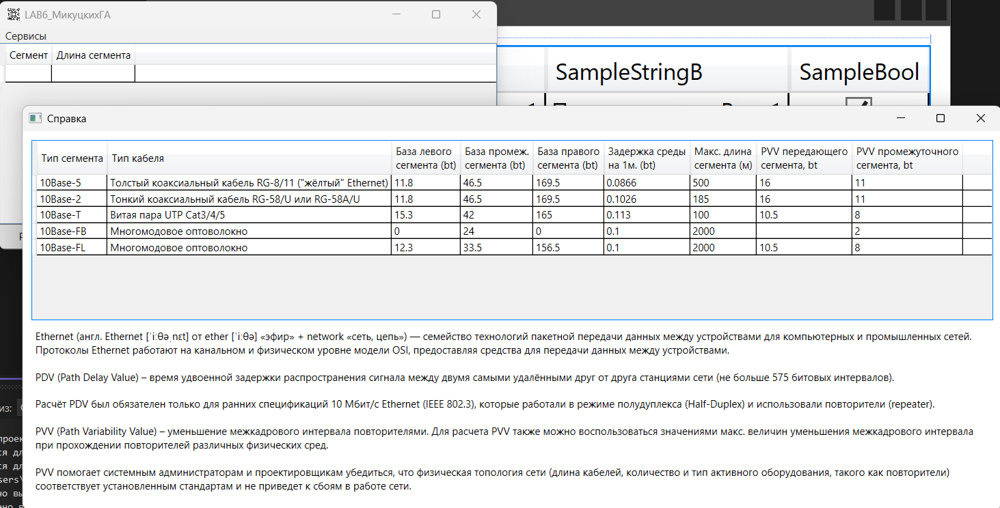 LAB6_МикуцкихГА
Сервисы
Сегмент Длина сегмента
SampleStringB SampleBool
Справка
Тип сегмента Тип кабеля База левого сегмента (bt) База промеж. сегмента (bt) База правого сегмента (bt) Задержка среды на 1м. (bt) Макс. длина сегмента (м) PVV передающего сегмента, bt PVV промежуточного сегмента, bt
10Base-5 Толстый коаксиальный кабель RG-8/11 ("жёлтый" Ethernet) 11.8 46.5 169.5 0.0866 500 16 11
10Base-2 Тонкий коаксиальный кабель RG-58/U или RG-58A/U 11.8 46.5 169.5 0.1026 185 16 11
10Base-T Витая пара UTP Cat3/4/5 15.3 42 165 0.113 100 10.5 8
10Base-FB Многомодовое оптоволокно 0 24 0 0.1 2000 2
10Base-FL Многомодовое оптоволокно 12.3 33.5 156.5 0.1 2000 10.5 8
Ethernet (англ. Ethernet [ˈiːθəˌnɛt] от ether [ˈiːθə] «эфир» + network «сеть, цепь») — семейство технологий пакетной передачи данных между устройствами для компьютерных и промышленных сетей.
Протоколы Ethernet работают на канальном и физическом уровне модели OSI, предоставляя средства для передачи данных между устройствами.
PDV (Path Delay Value) – время удвоенной задержки распространения сигнала между двумя самыми удалёнными друг от друга станциями сети (не больше 575 битовых интервалов).
Расчёт PDV был обязателен только для ранних спецификаций 10 Мбит/с Ethernet (IEEE 802.3), которые работали в режиме полудуплекса (Half-Duplex) и использовали повторители (repeater).
PVV (Path Variability Value) – уменьшение межкадрового интервала повторителями. Для расчета PVV также можно воспользоваться значениями макс. величин уменьшения межкадрового интервала
при прохождении повторителей различных физических сред.
PVV помогает системным администраторам и проектировщикам убедиться, что физическая топология сети (длина кабелей, количество и тип активного оборудования, такого как повторители)
соответствует установленным стандартам и не приведет к сбоям в работе сети.